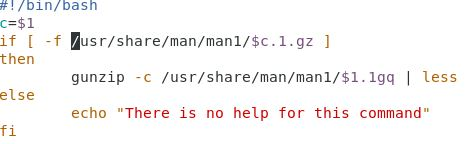 #!/bin/bash
c=$1
if [ -f /usr/share/man/man1/$c.1.gz ]
then
gunzip -c /usr/share/man/man1/$1.1gq | less
else
echo "There is no help for this command"
fi